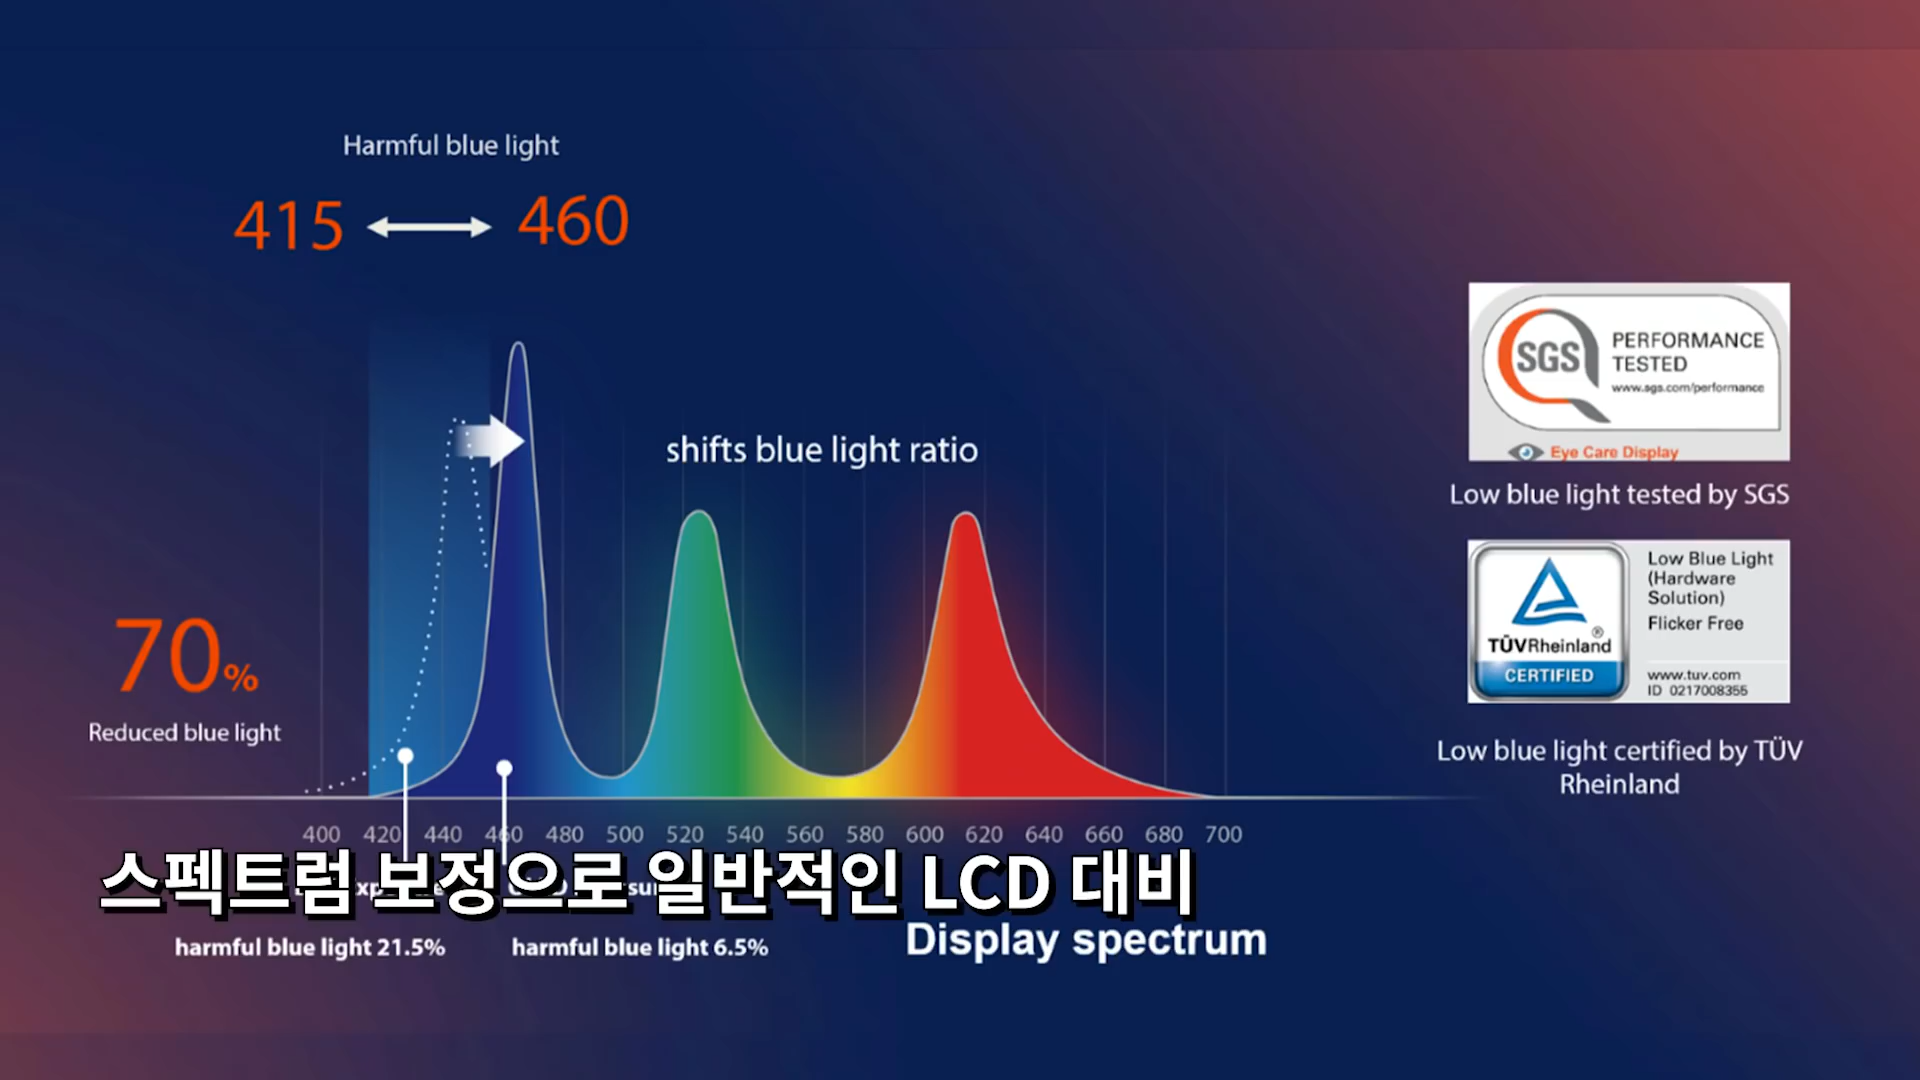 Harmful blue light
415
460
SGS
PERFORMANCE
TESTED
www.sgs.com/performance
Eye Care Display
Low blue light tested by SGS
shifts blue light ratio
Low Blue Light
(Hardware
Solution)
Flicker Free
TÜVRheinland
®
CERTIFIED
www.tuv.com
ID 0217008355
Low blue light certified by TÜV
Rheinland
70%
Reduced blue light
400 420 440 460 480 500 520 540 560 580 600 620 640 660 680 700
스펙트럼 보정으로 일반적인 LCD 대비
harmful blue light 21.5%
harmful blue light 6.5%
Display spectrum